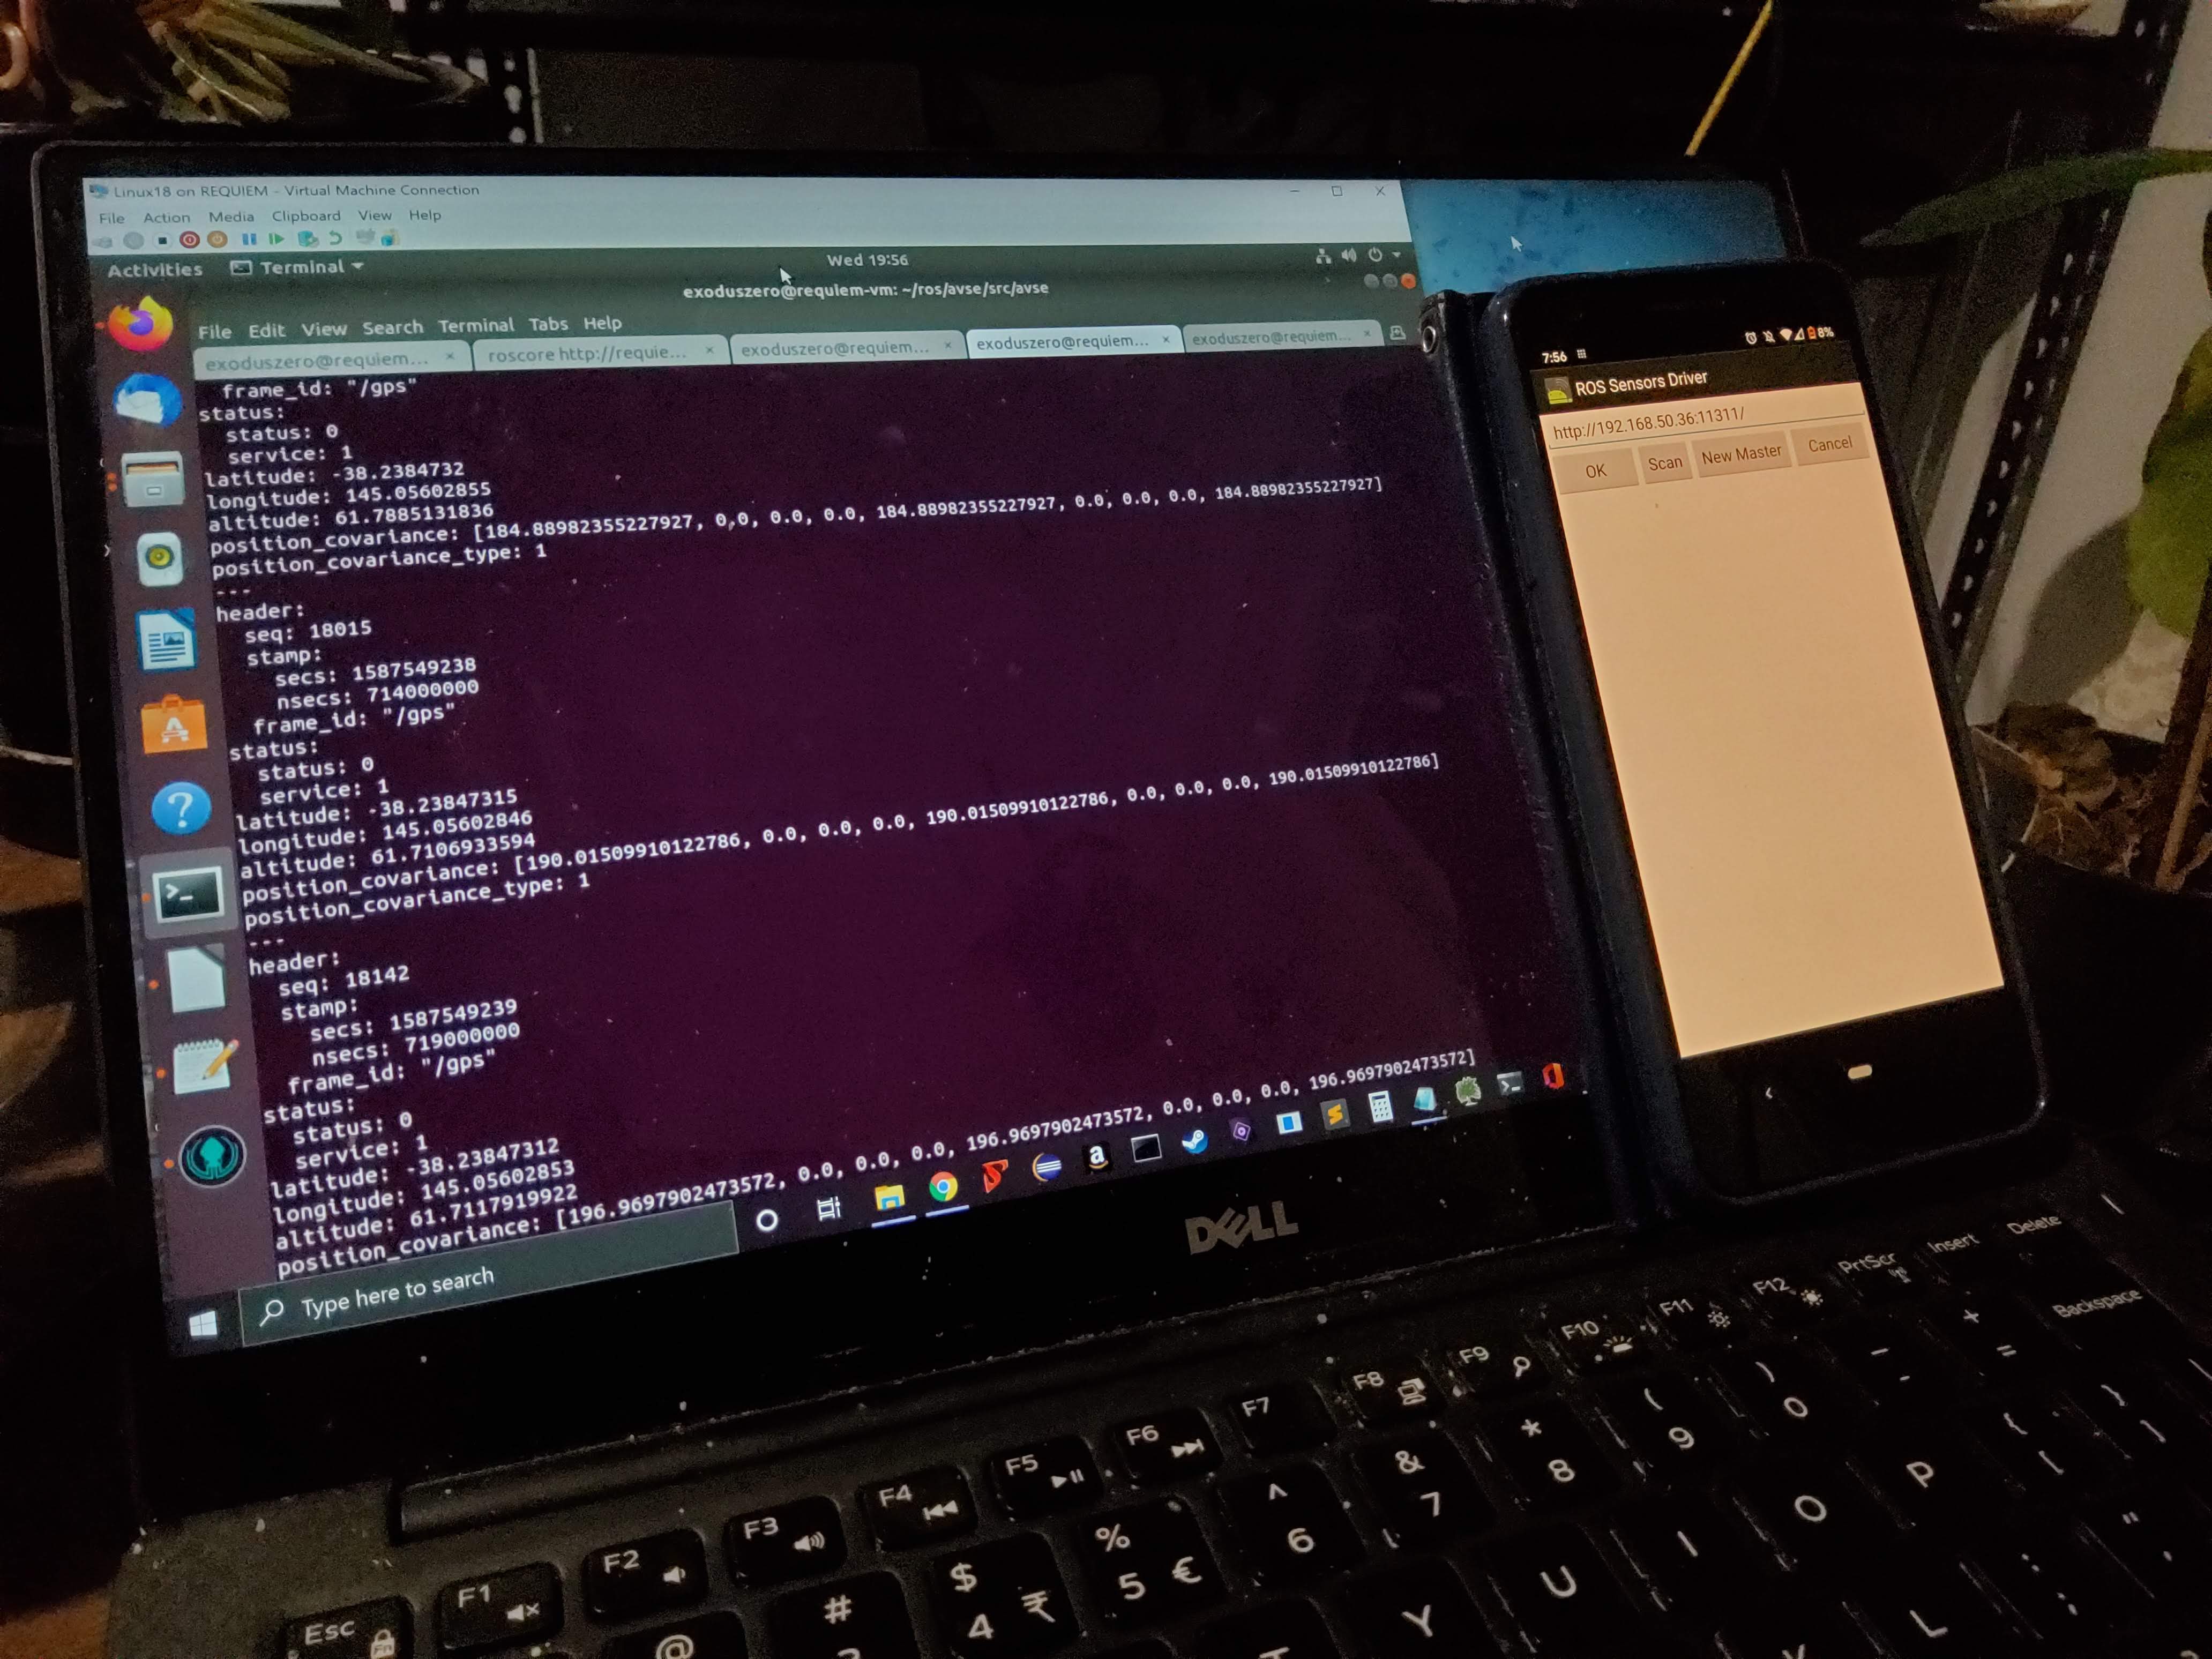 Linux18 on REQUIEM - Virtual Machine Connection
File Action Media Clipboard View Help
Activities Terminal Wed 19:56
exoduszero@requiem-vm: ~/ros/avse/src/avse
File Edit View Search Terminal Tabs Help
exoduszero@requiem... × roscore http://requie... × exoduszero@requiem... × exoduszero@requiem... × exoduszero@requiem... ×
frame_id: "/gps"
status:
status: 0
service: 1
latitude: -38.2384732
longitude: 145.05602855
altitude: 61.7885131836
position_covariance: [184.88982355227927, 0.0, 0.0, 0.0, 184.88982355227927, 0.0, 0.0, 0.0, 184.88982355227927]
position_covariance_type: 1
---
header:
seq: 18015
stamp:
secs: 1587549238
nsecs: 714000000
frame_id: "/gps"
status:
status: 0
service: 1
latitude: -38.23847315
longitude: 145.05602846
altitude: 61.7106933594
position_covariance: [190.01509910122786, 0.0, 0.0, 0.0, 190.01509910122786, 0.0, 0.0, 0.0, 190.01509910122786]
position_covariance_type: 1
---
header:
seq: 18142
stamp:
secs: 1587549239
nsecs: 719000000
frame_id: "/gps"
status:
status: 0
service: 1
latitude: -38.23847312
longitude: 145.05602853
altitude: 61.7117919922
position_covariance: [196.9697902473572, 0.0, 0.0, 0.0, 196.9697902473572, 0.0, 0.0, 0.0, 196.9697902473572]
Type here to search
DELL
7:56 8%
ROS Sensors Driver
http://192.168.50.36:11311/
OK Scan New Master Cancel
Esc Fn F1 F2 F3 F4 F5 F6 F7 F8 F9 F10 F11 F12 PrtScr Insert Delete
@ # $ 4 ₹ % 5 € ^ 6 & 7 * 8 ( 9 ) 0 _ - + = Backspace
Y U I O P { [ } ]
L : ; "